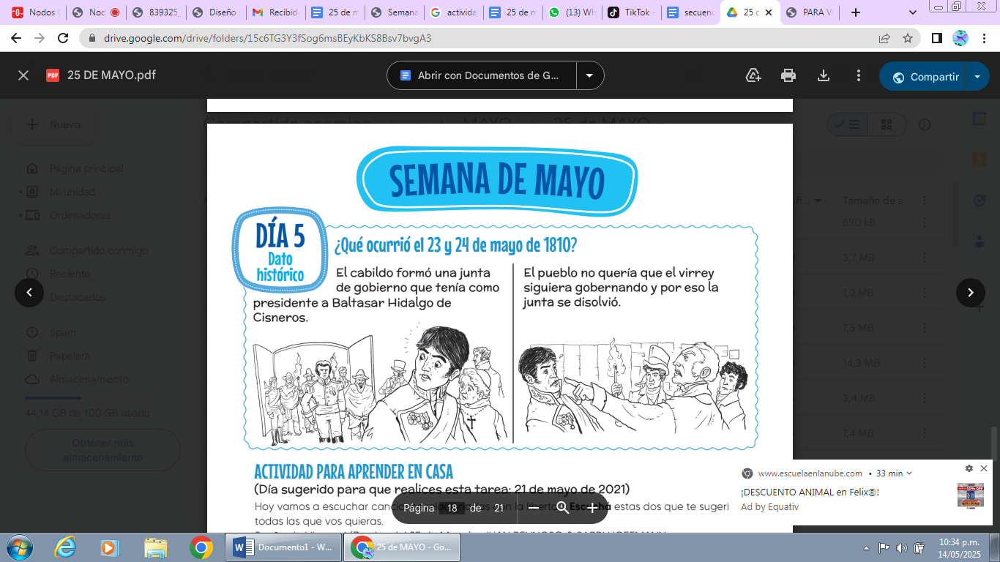 Nodos
Nod
839325_
Diseño
Recibid
25 de m
Semana
activida
25 de m
(13) Wh
TikTok -
secuenc
25 d
PARA V
drive.google.com/drive/folders/15c6TG3Y3fSog6msBEyKbKS8Bsv7bvgA3
PDF 25 DE MAYO.pdf
Abrir con Documentos de G...
Compartir
Compartido conmigo MAYO 25 de MAYO
Nuevo
Página principal
Mi unidad
Ordenadores
Compartido conmigo
Reciente
Destacados
Spam
Papelera
Almacenamiento
44,14 GB de 100 GB usado
Obtener más
almacenamiento
Tamaño de a
890 kB
3,7 MB
1,2 MB
7,5 MB
14,3 MB
3,4 MB
7,4 MB
SEMANA DE MAYO
DÍA 5
Dato
histórico
¿Qué ocurrió el 23 y 24 de mayo de 1810?
El cabildo formó una junta
de gobierno que tenía como
presidente a Baltasar Hidalgo de
Cisneros.
El pueblo no quería que el virrey
siguiera gobernando y por eso la
junta se disolvió.
ACTIVIDAD PARA APRENDER EN CASA
(Día sugerido para que realices esta tarea: 21 de mayo de 2021)
Hoy vamos a escuchar la libert Escuchá estas dos que te sugeri
todas las que vos quieras.
Página 18 de 21
www.escuelaenlanube.com • 33 min
¡DESCUENTO ANIMAL en Felix®!
Ad by Equativ
Documento1 - W...
25 de MAYO - Go...
10:34 p.m.
14/05/2025